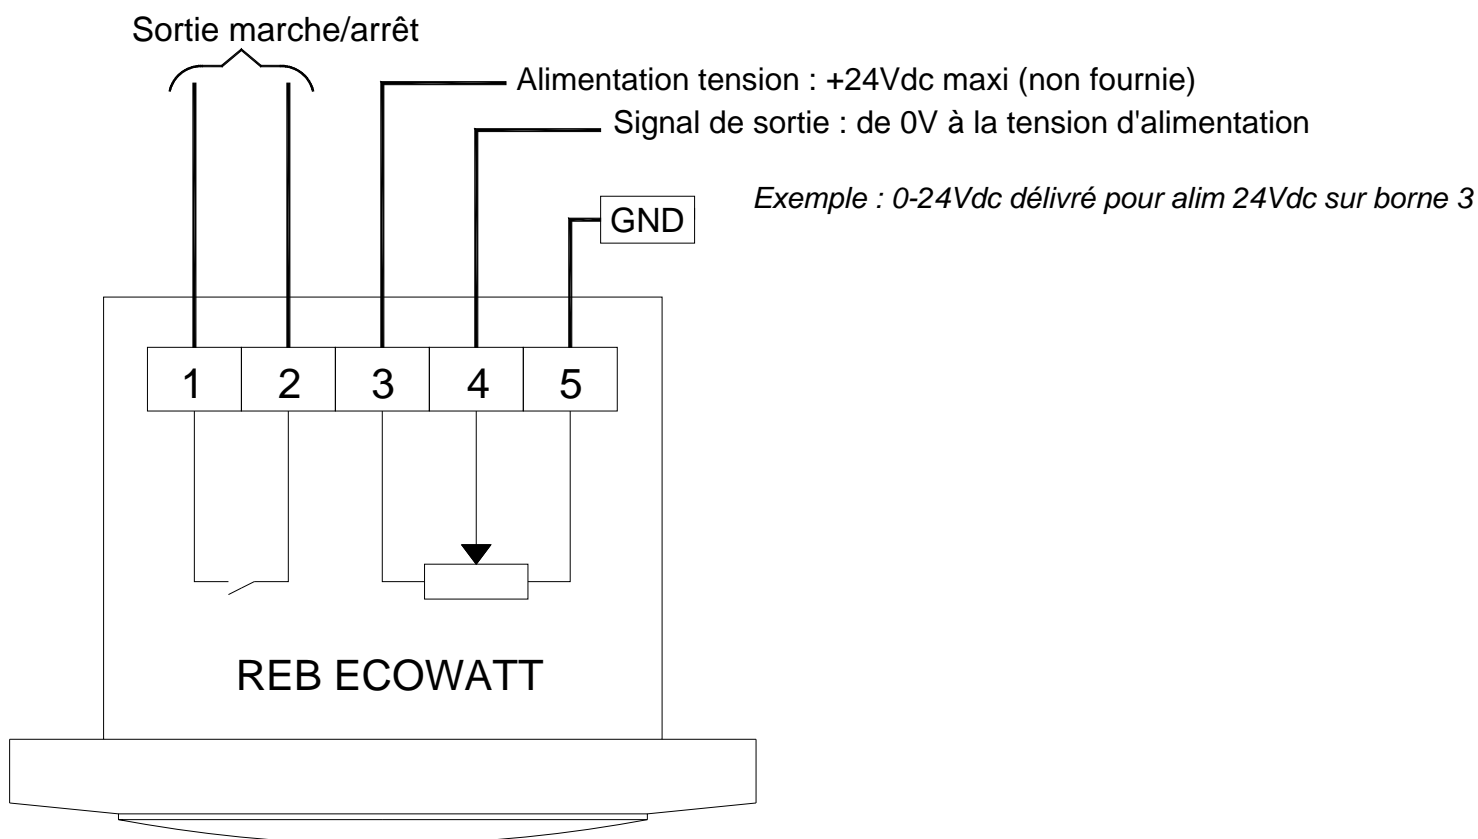 Sortie marche/arrêt
Alimentation tension : +24Vdc maxi (non fournie)
Signal de sortie : de 0V à la tension d'alimentation
Exemple : 0-24Vdc délivré pour alim 24Vdc sur borne 3
GND
1 2 3 4 5
REB ECOWATT